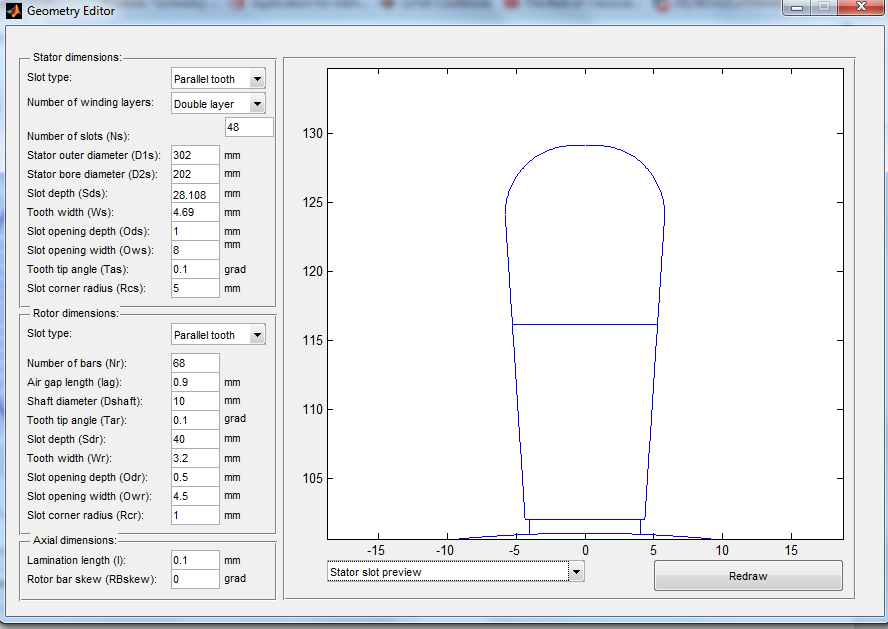 Geometry Editor
Stator dimensions:
Slot type: Parallel tooth
Number of winding layers: Double layer
Number of slots (Ns): 48
Stator outer diameter (D1s): 302 mm
Stator bore diameter (D2s): 202 mm
Slot depth (Sds): 28.108 mm
Tooth width (Ws): 4.69 mm
Slot opening depth (Ods): 1 mm
Slot opening width (Ows): 8 mm
Tooth tip angle (Tas): 0.1 grad
Slot corner radius (Rcs): 5 mm
Rotor dimensions:
Slot type: Parallel tooth
Number of bars (Nr): 68
Air gap length (lag): 0.9 mm
Shaft diameter (Dshaft): 10 mm
Tooth tip angle (Tar): 0.1 grad
Slot depth (Sdr): 40 mm
Tooth width (Wr): 3.2 mm
Slot opening depth (Odr): 0.5 mm
Slot opening width (Owr): 4.5 mm
Slot corner radius (Rcr): 1 mm
Axial dimensions:
Lamination length (l): 0.1 mm
Rotor bar skew (RBskew): 0 grad
130
125
120
115
110
105
-15 -10 -5 0 5 10 15
Stator slot preview
Redraw